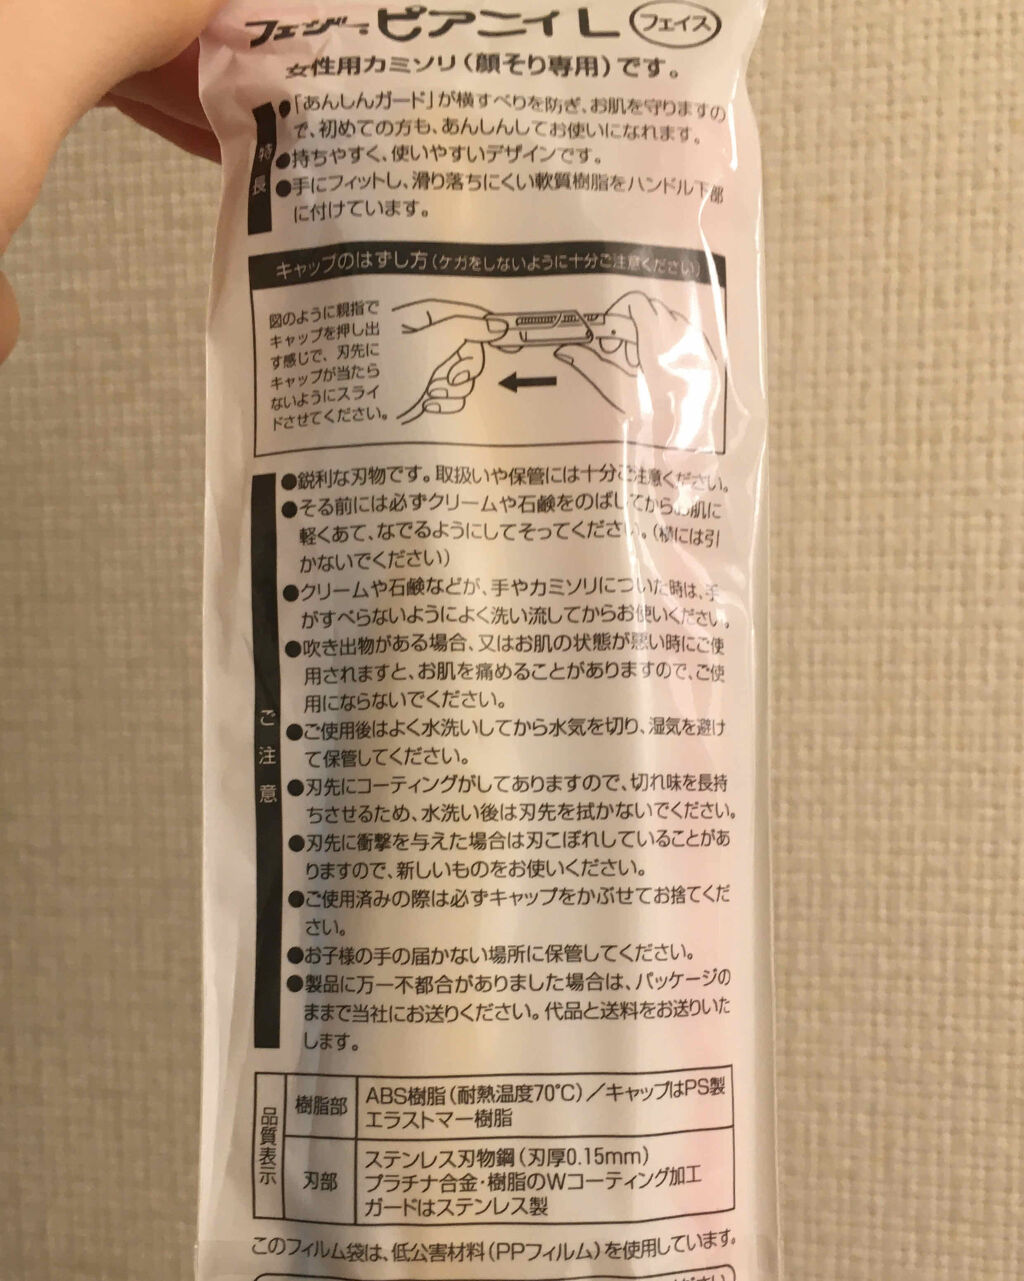 フェザー・ピアニィL フェイス
女性用カミソリ(顔そり専用)です。
特長
●「あんしんガード」が横すべりを防ぎ、お肌を守りますの
で、初めての方も、あんしんしてお使いになれます。
●持ちやすく、使いやすいデザインです。
●手にフィットし、滑り落ちにくい軟質樹脂をハンドル下部
に付けています。
キャップのはずし方(ケガをしないように十分ご注意ください)
図のように親指で
キャップを押し出
す感じで、刃先に
キャップが当たら
ないようにスライ
ドさせてください。
ご注意
●鋭利な刃物です。取扱いや保管には十分ご注意ください。
●そる前には必ずクリームや石鹸をのばしてからお肌に
軽くあて、なでるようにしてそってください。(横には引
かないでください)
●クリームや石鹸などが、手やカミソリについた時は、手
がすべらないようによく洗い流してからお使いください。
●吹き出物がある場合、又はお肌の状態が悪い時にご使
用されますと、お肌を痛めることがありますので、ご使
用にならないでください。
●ご使用後はよく水洗いしてから水気を切り、湿気を避け
て保管してください。
●刃先にコーティングがしてありますので、切れ味を長持
ちさせるため、水洗い後は刃先を拭かないでください。
●刃先に衝撃を与えた場合は刃こぼれしていることがあ
りますので、新しいものをお使いください。
●ご使用済みの際は必ずキャップをかぶせてお捨てくだ
さい。
●お子様の手の届かない場所に保管してください。
●製品に万一不都合がありました場合は、パッケージの
ままで当社にお送りください。代品と送料をお送りいた
します。
品質表示
樹脂部
ABS樹脂(耐熱温度70℃)/キャップはPS製
エラストマー樹脂
刃部
ステンレス刃物鋼(刃厚0.15mm)
プラチナ合金・樹脂のWコーティング加工
ガードはステンレス製
このフィルム袋は、低公害材料(PPフィルム)を使用しています。